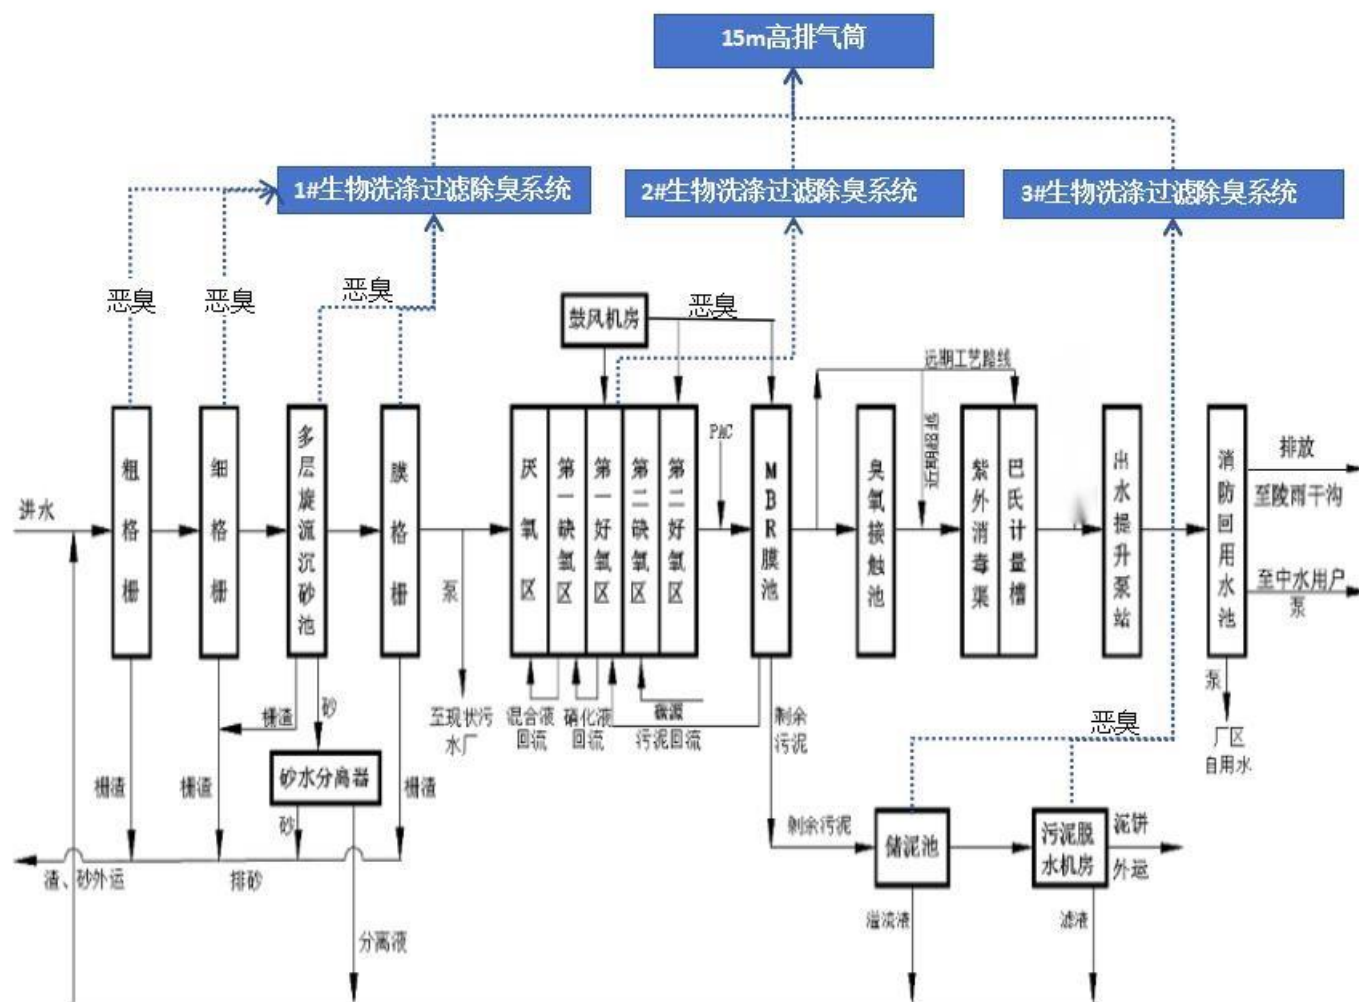 15m高排气筒
1#生物洗涤过滤除臭系统
2#生物洗涤过滤除臭系统
3#生物洗涤过滤除臭系统
恶臭
恶臭
恶臭
恶臭
鼓风机房
远期工艺路线
近期路线
PAC
进水
粗格栅
细格栅
多层旋流沉砂池
膜格栅
泵
厌氧区
第一缺氧区
第一好氧区
第二缺氧区
第二好氧区
MBR膜池
臭氧接触池
紫外消毒渠
巴氏计量槽
出水提升泵站
消防回用水池
排放
至陵雨干沟
至中水用户
泵
泵
厂区
自用水
栅渣
砂
至现状污
水厂
混合液
回流
硝化液
回流
碳源
污泥回流
剩余
污泥
恶臭
砂水分离器
栅渣
栅渣
栅渣
砂
剩余污泥
储泥池
污泥脱
水机房
泥饼
外运
渣、砂外运
排砂
分离液
溢流液
滤液